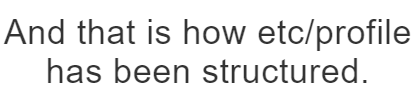 And that is how etc/profile
has been structured.